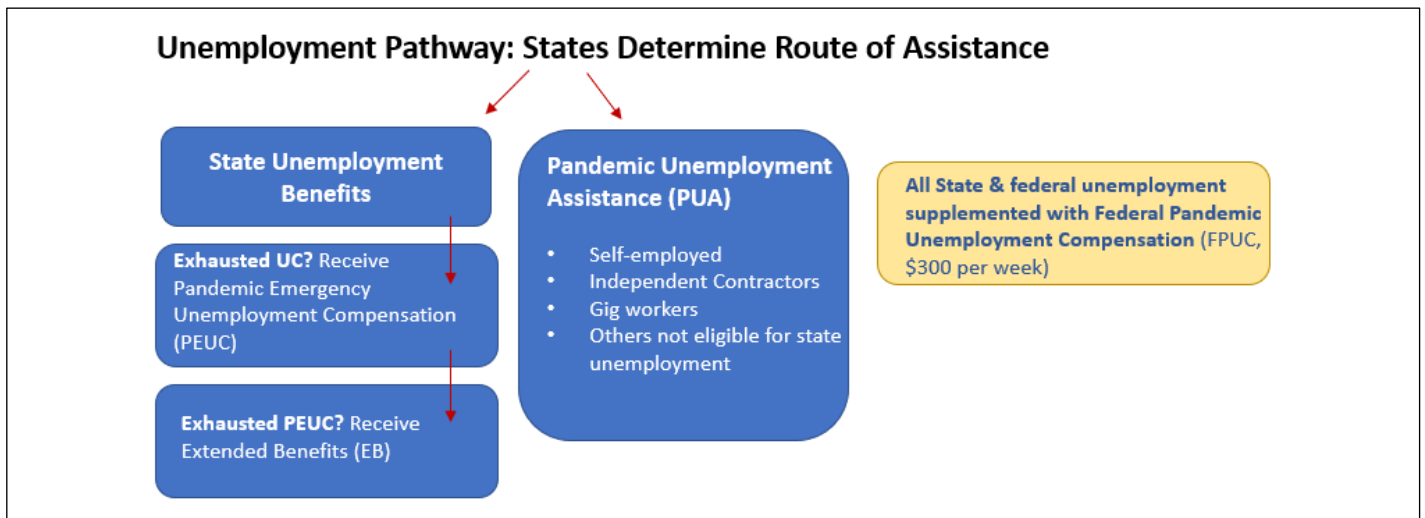 Unemployment Pathway: States Determine Route of Assistance
State Unemployment
Benefits
Exhausted UC? Receive
Pandemic Emergency
Unemployment Compensation
(PEUC)
Exhausted PEUC? Receive
Extended Benefits (EB)
Pandemic Unemployment
Assistance (PUA)
• Self-employed
• Independent Contractors
• Gig workers
• Others not eligible for state
unemployment
All State & federal unemployment
supplemented with Federal Pandemic
Unemployment Compensation (FPUC,
$300 per week)